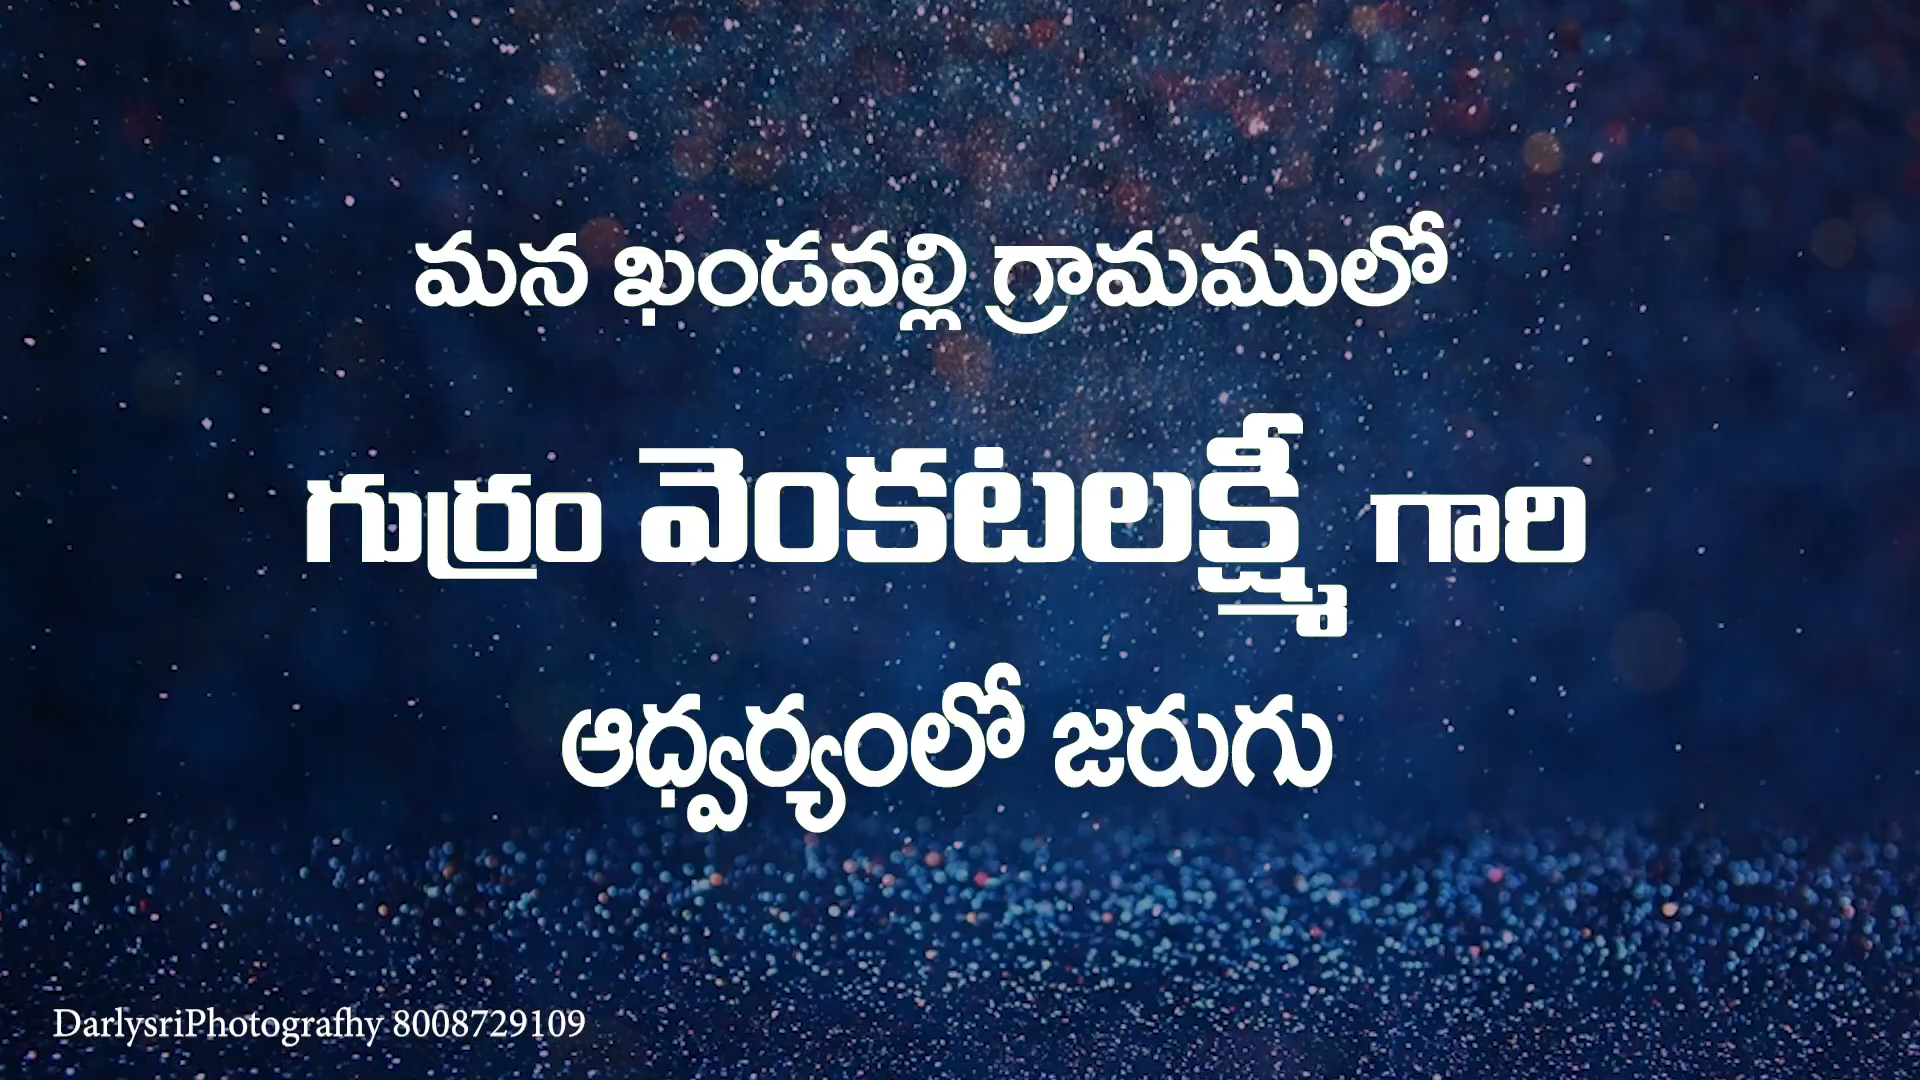 మన ఖండవల్లి గ్రామములో
గుర్రం వెంకటలక్ష్మీ గారి
ఆధ్వర్యంలో జరుగు
DarlysriPhotografhy 8008729109